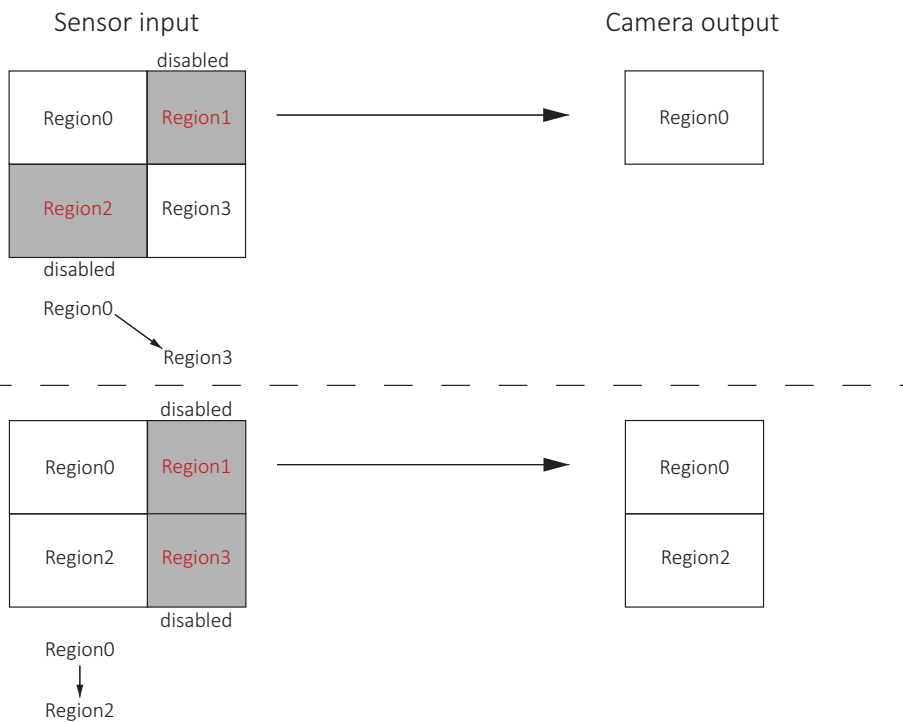 Sensor input
Camera output
disabled
Region0
Region1
Region0
Region2
Region3
disabled
Region0
Region3
disabled
Region0
Region1
Region0
Region2
Region3
Region2
disabled
Region0
Region2